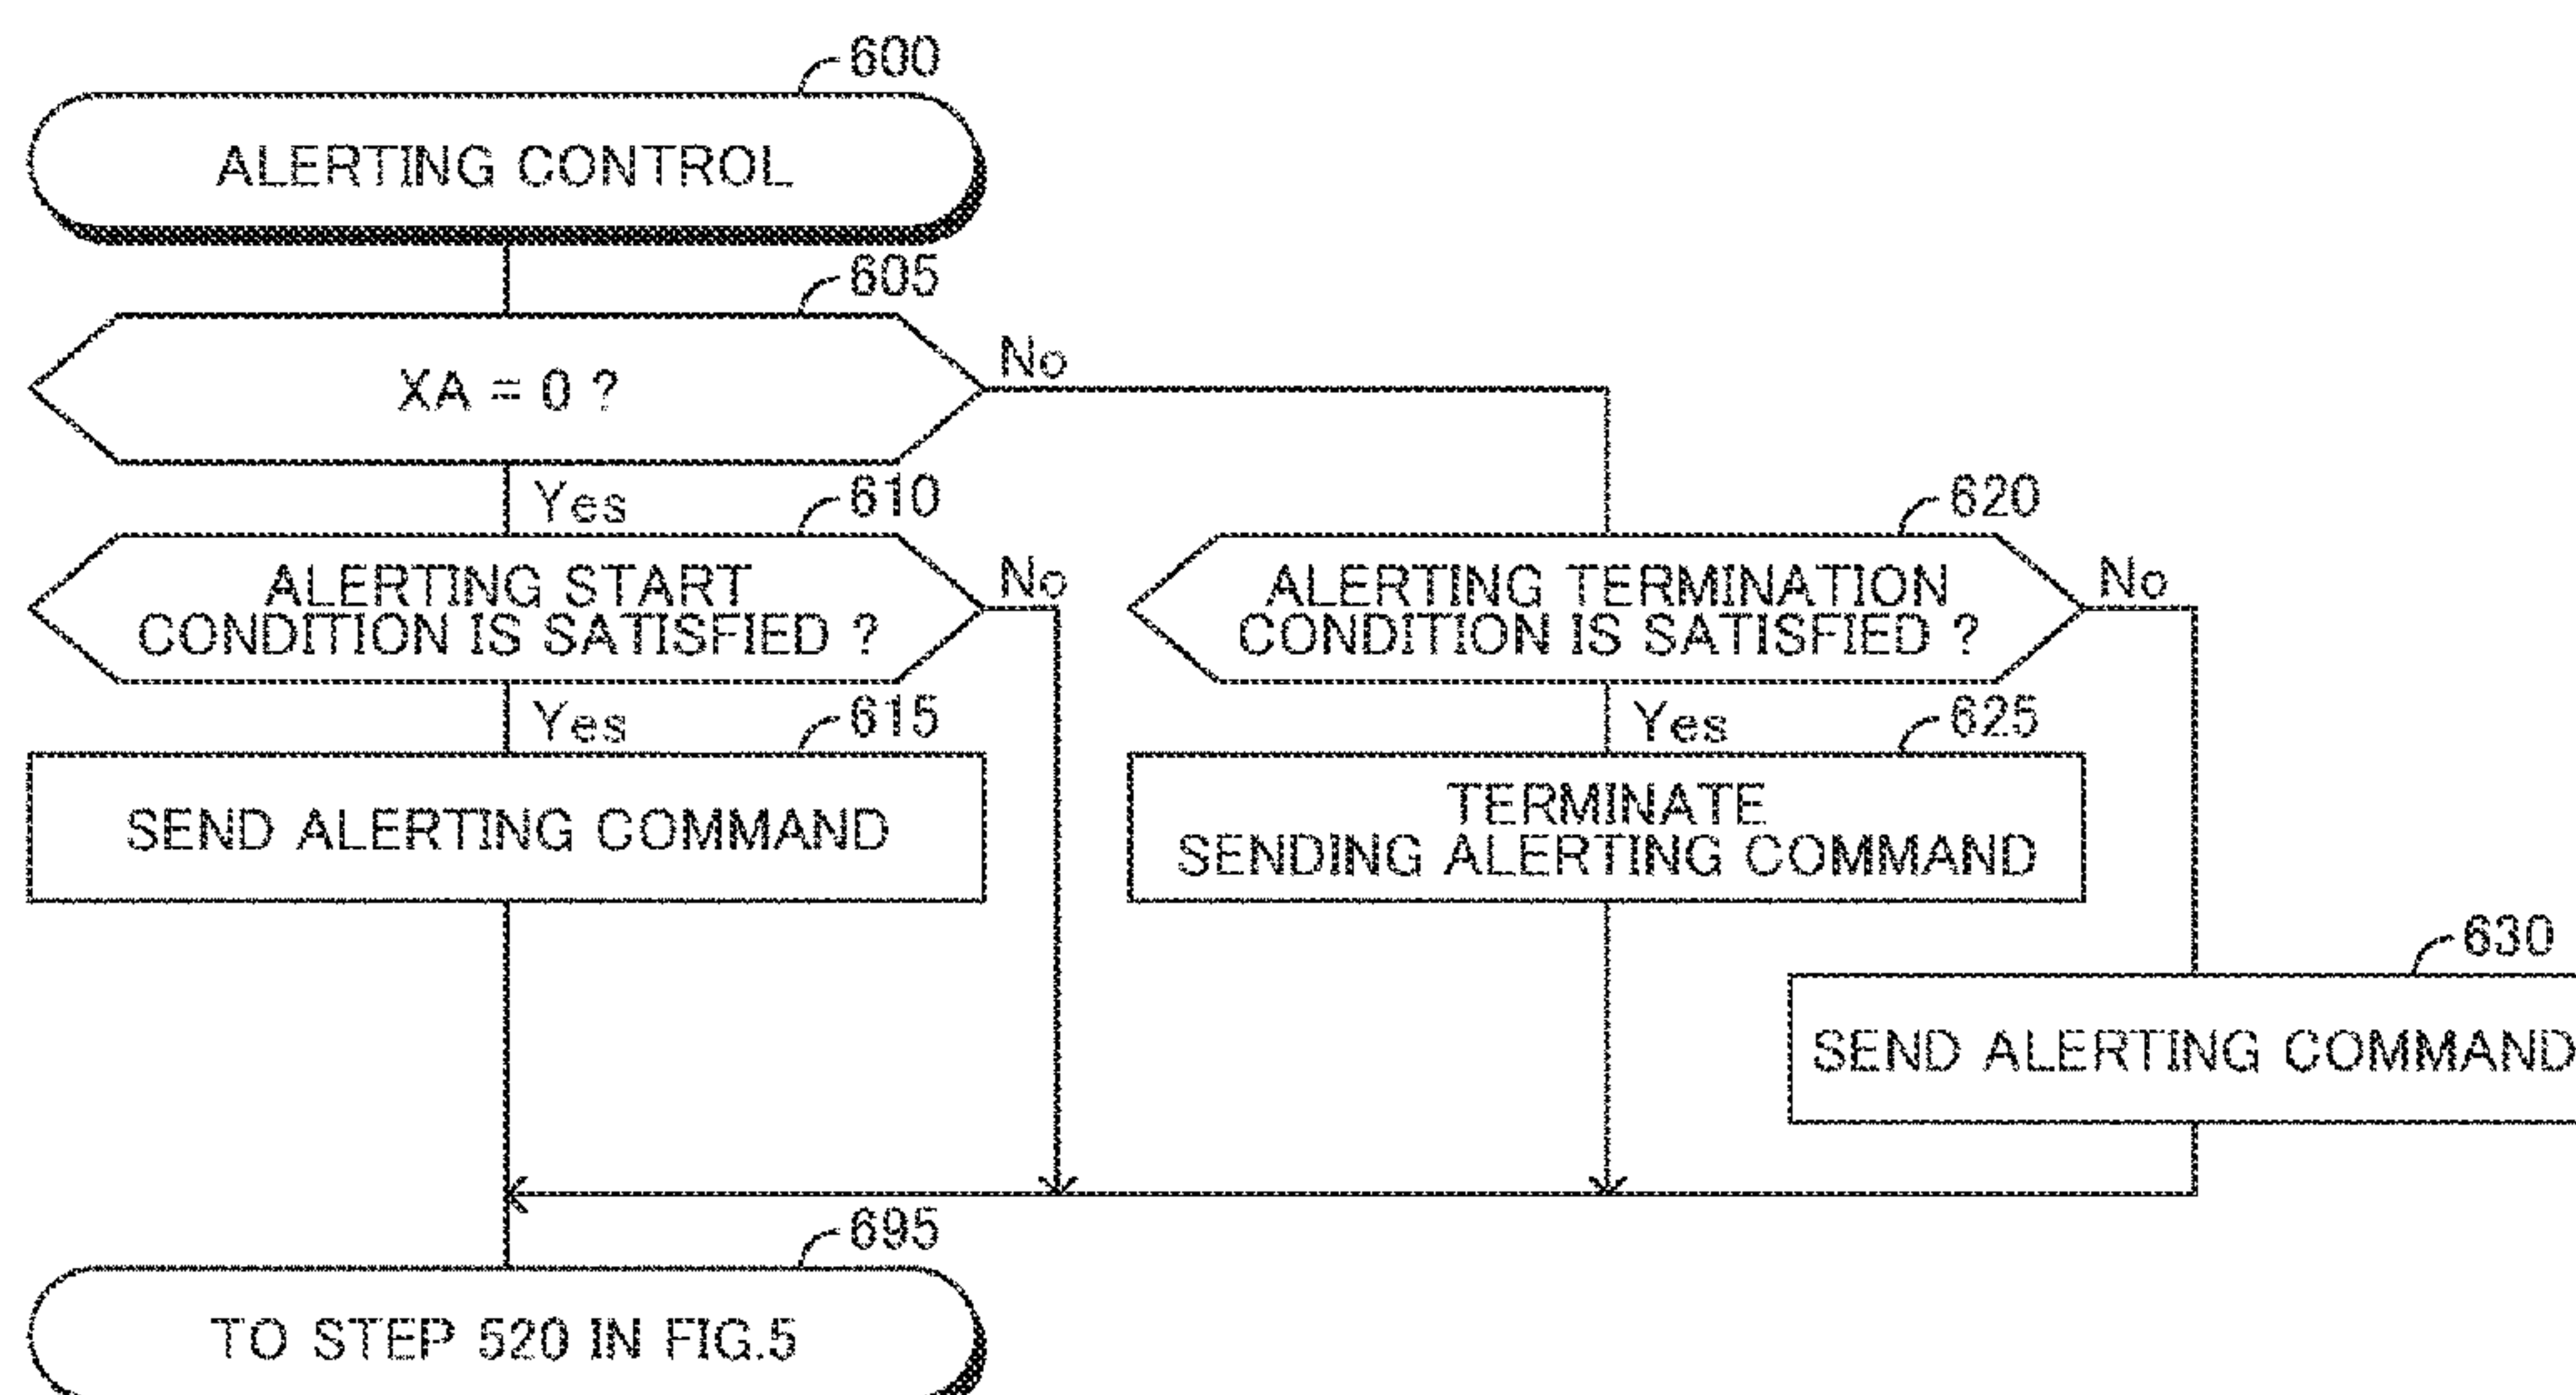 600
ALERTING CONTROL
605
XA = 0 ?
No
Yes
610
620
ALERTING START
CONDITION IS SATISFIED ?
No
ALERTING TERMINATION
CONDITION IS SATISFIED ?
No
Yes
615
Yes
625
SEND ALERTING COMMAND
TERMINATE
SENDING ALERTING COMMAND
630
SEND ALERTING COMMAND
695
TO STEP 520 IN FIG.5